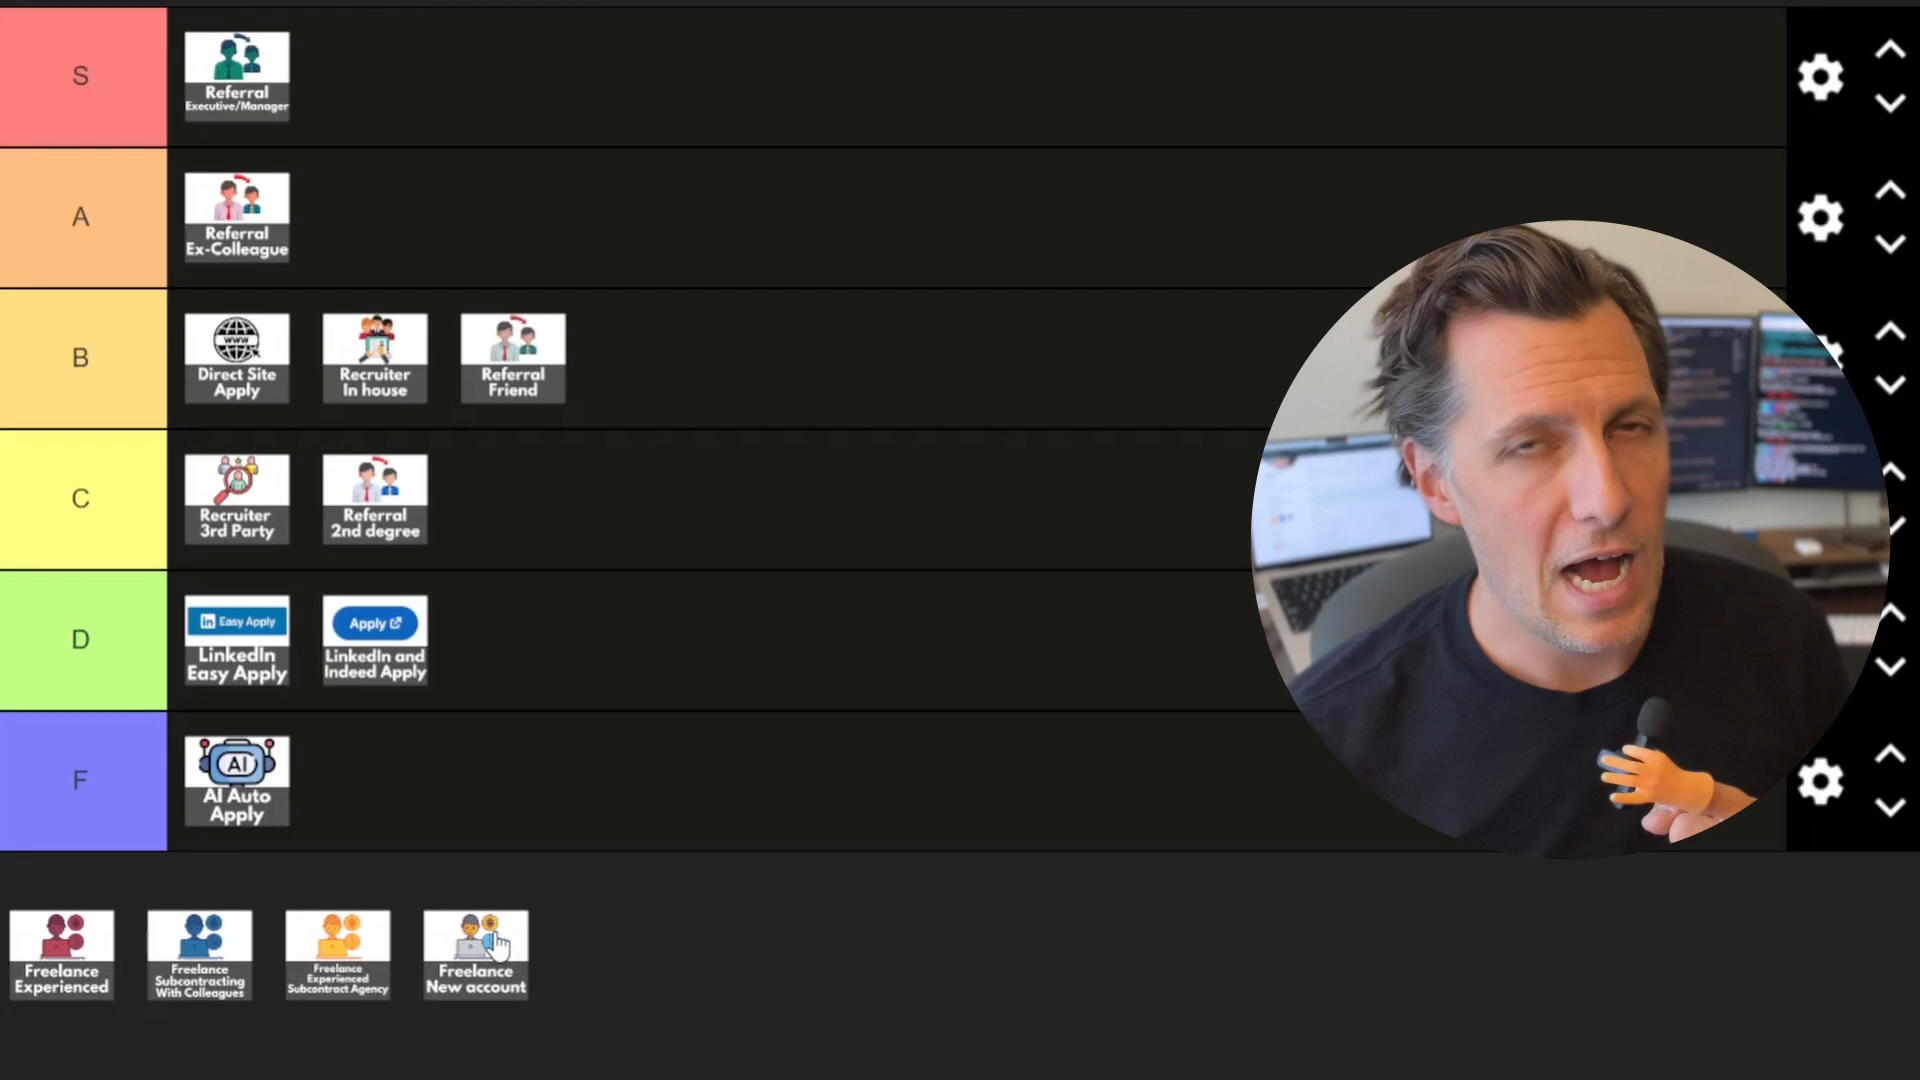 S
Referral
Executive/Manager
A
Referral
Ex-Colleague
B
www
Direct Site
Apply
Recruiter
In house
Referral
Friend
C
Recruiter
3rd Party
Referral
2nd degree
D
in Easy Apply
LinkedIn
Easy Apply
Apply
LinkedIn and
Indeed Apply
F
AI
AI Auto
Apply
Freelance
Experienced
Freelance
Subcontracting
With Colleagues
Freelance
Experienced
Subcontract Agency
Freelance
New account